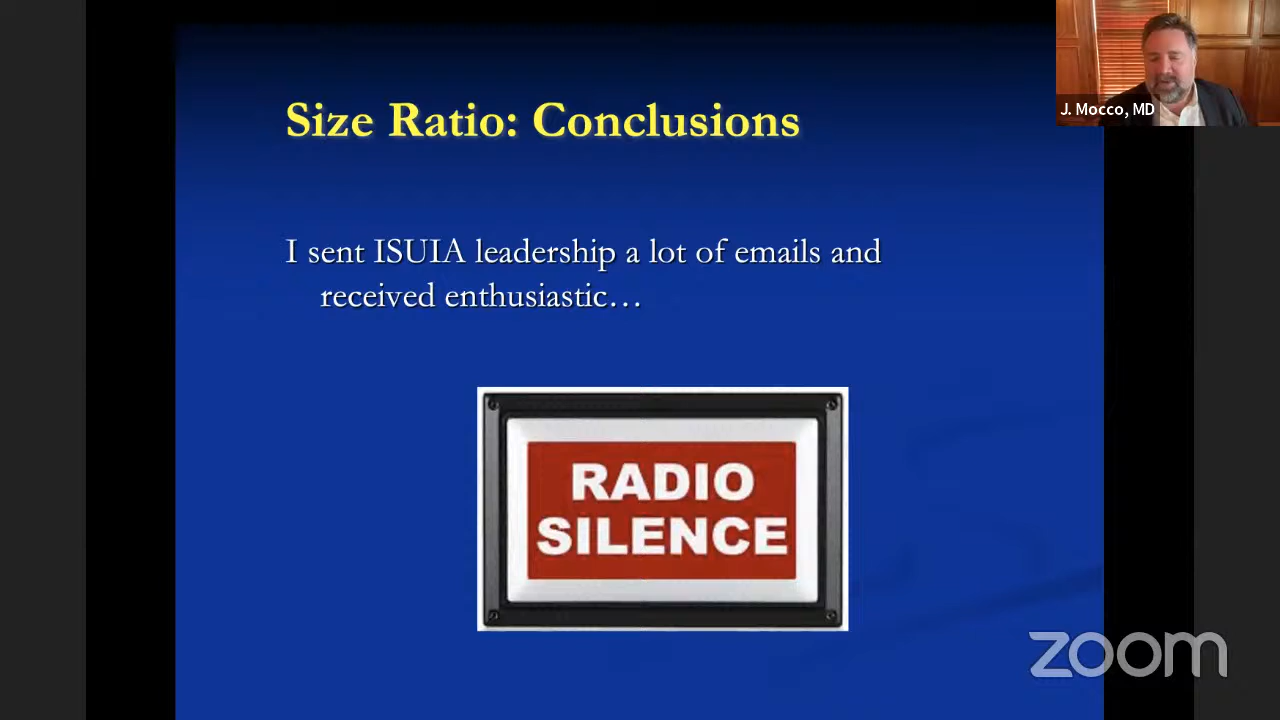 Size Ratio: Conclusions
J. Mocco, MD
I sent ISUIA leadership a lot of emails and
received enthusiastic…
RADIO
SILENCE
zoom